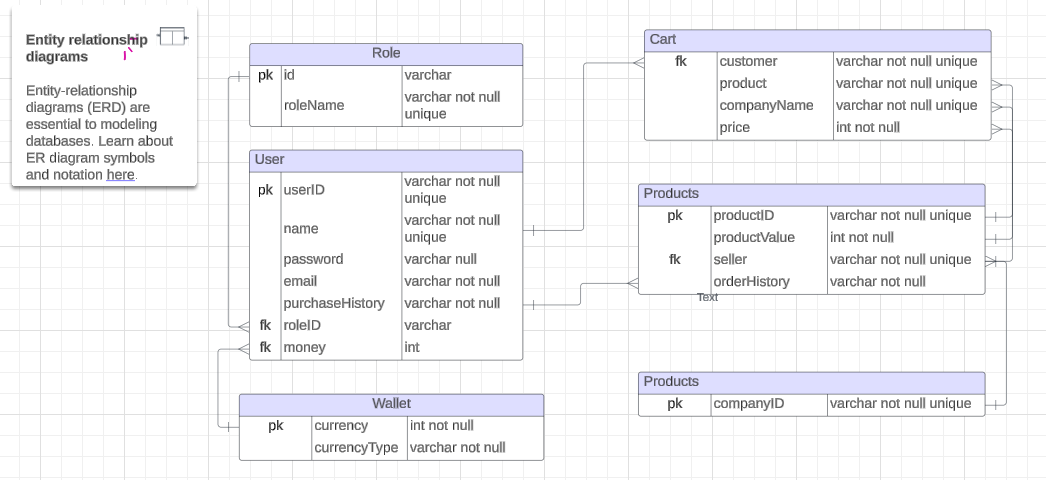 Entity relationship
diagrams
Entity-relationship
diagrams (ERD) are
essential to modeling
databases. Learn about
ER diagram symbols
and notation here.
Role
pk id varchar
roleName varchar not null
unique
User
pk userID varchar not null
unique
name varchar not null
unique
password varchar null
email varchar not null
purchaseHistory varchar not null
fk roleID varchar
fk money int
Wallet
pk currency int not null
currencyType varchar not null
Cart
fk customer varchar not null unique
product varchar not null unique
companyName varchar not null unique
price int not null
Products
pk productID varchar not null unique
productValue int not null
fk seller varchar not null unique
orderHistory varchar not null
Text
Products
pk companyID varchar not null unique